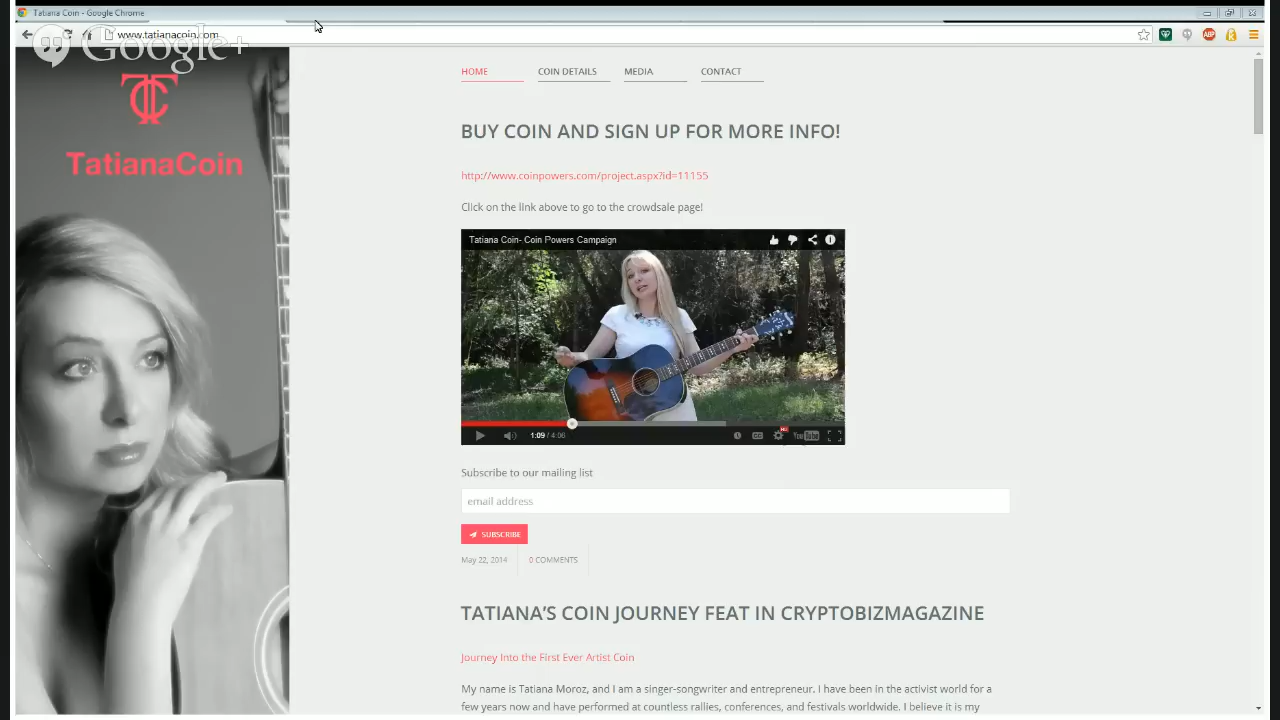 Tatiana Coin - Google Chrome
www.tatianacoin.com
Google+
TC
TatianaCoin
HOME COIN DETAILS MEDIA CONTACT
BUY COIN AND SIGN UP FOR MORE INFO!
http://www.coinpowers.com/project.aspx?id=11155
Click on the link above to go to the crowdsale page!
Tatiana Coin- Coin Powers Campaign
1:09 / 4:06
CC
YouTube
Subscribe to our mailing list
email address
SUBSCRIBE
May 22, 2014 0 COMMENTS
TATIANA'S COIN JOURNEY FEAT IN CRYPTOBIZMAGAZINE
Journey Into the First Ever Artist Coin
My name is Tatiana Moroz, and I am a singer-songwriter and entrepreneur. I have been in the activist world for a
few years now and have performed at countless rallies, conferences, and festivals worldwide. I believe it is my